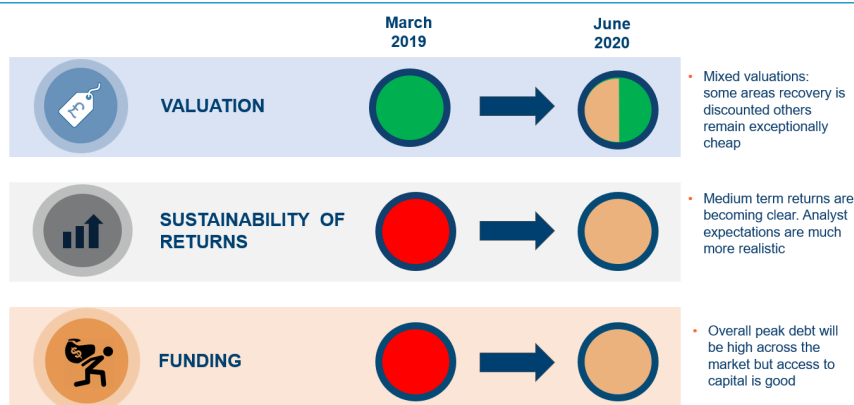 March
2019
June
2020
£
VALUATION
• Mixed valuations:
some areas recovery is
discounted others
remain exceptionally
cheap
SUSTAINABILITY OF
RETURNS
• Medium term returns are
becoming clear. Analyst
expectations are much
more realistic
$
FUNDING
• Overall peak debt will
be high across the
market but access to
capital is good